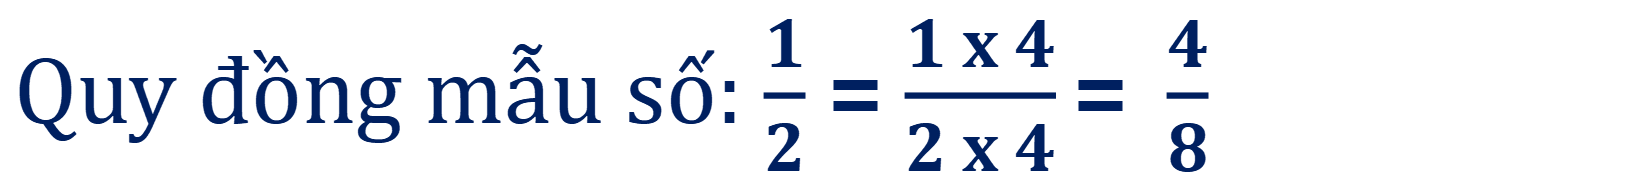 Quy đồng mẫu số: 1/2 = (1 x 4)/(2 x 4) = 4/8